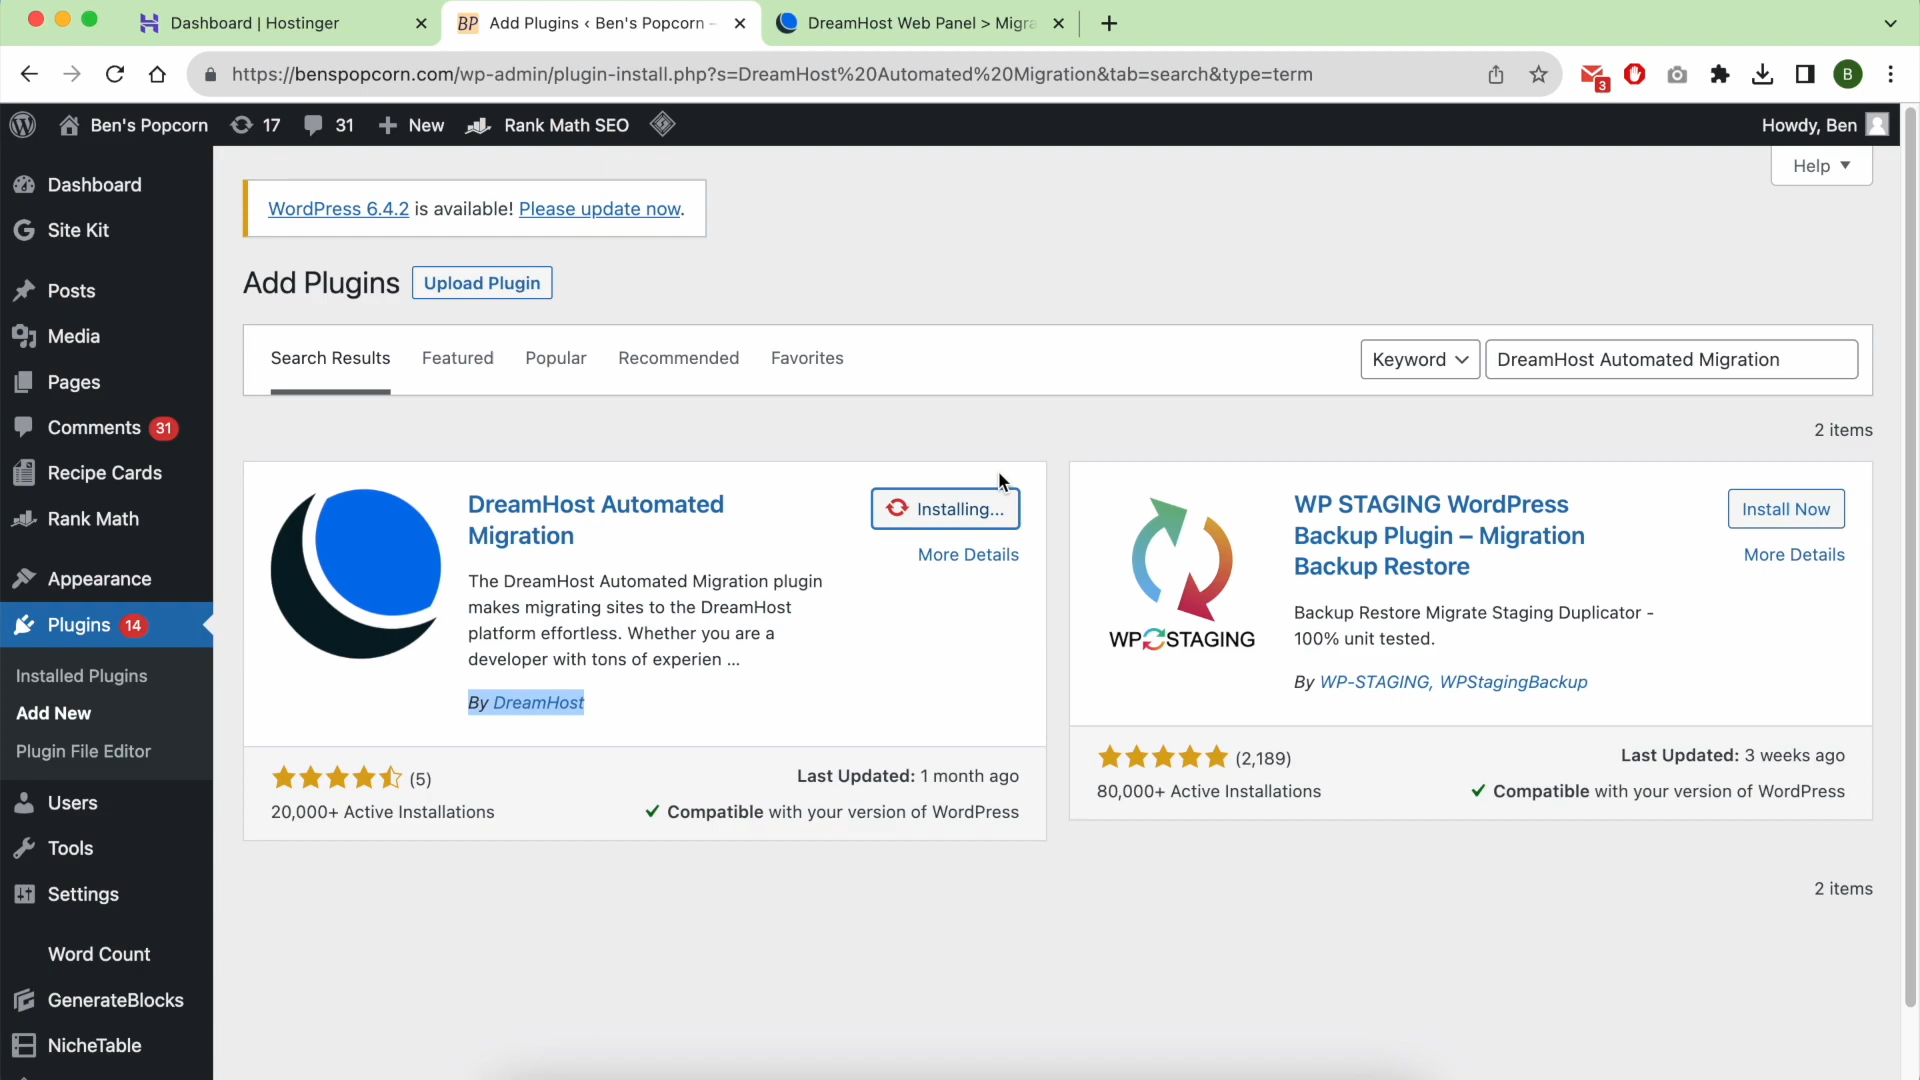 Dashboard | Hostinger
BP Add Plugins ‹ Ben's Popcorn –
DreamHost Web Panel > Migra
https://benspopcorn.com/wp-admin/plugin-install.php?s=DreamHost%20Automated%20Migration&tab=search&type=term
3
B
Ben's Popcorn 17 31 New Rank Math SEO
Howdy, Ben
Help
Dashboard
Site Kit
Posts
Media
Pages
Comments 31
Recipe Cards
Rank Math
Appearance
Plugins 14
Installed Plugins
Add New
Plugin File Editor
Users
Tools
Settings
Word Count
GenerateBlocks
NicheTable
WordPress 6.4.2 is available! Please update now.
Add Plugins Upload Plugin
Search Results Featured Popular Recommended Favorites
Keyword DreamHost Automated Migration
2 items
DreamHost Automated
Migration
Installing...
More Details
The DreamHost Automated Migration plugin
makes migrating sites to the DreamHost
platform effortless. Whether you are a
developer with tons of experien ...
By DreamHost
(5)
20,000+ Active Installations
Last Updated: 1 month ago
Compatible with your version of WordPress
WP STAGING
WP STAGING WordPress
Backup Plugin – Migration
Backup Restore
Install Now
More Details
Backup Restore Migrate Staging Duplicator -
100% unit tested.
By WP-STAGING, WPStagingBackup
(2,189)
80,000+ Active Installations
Last Updated: 3 weeks ago
Compatible with your version of WordPress
2 items